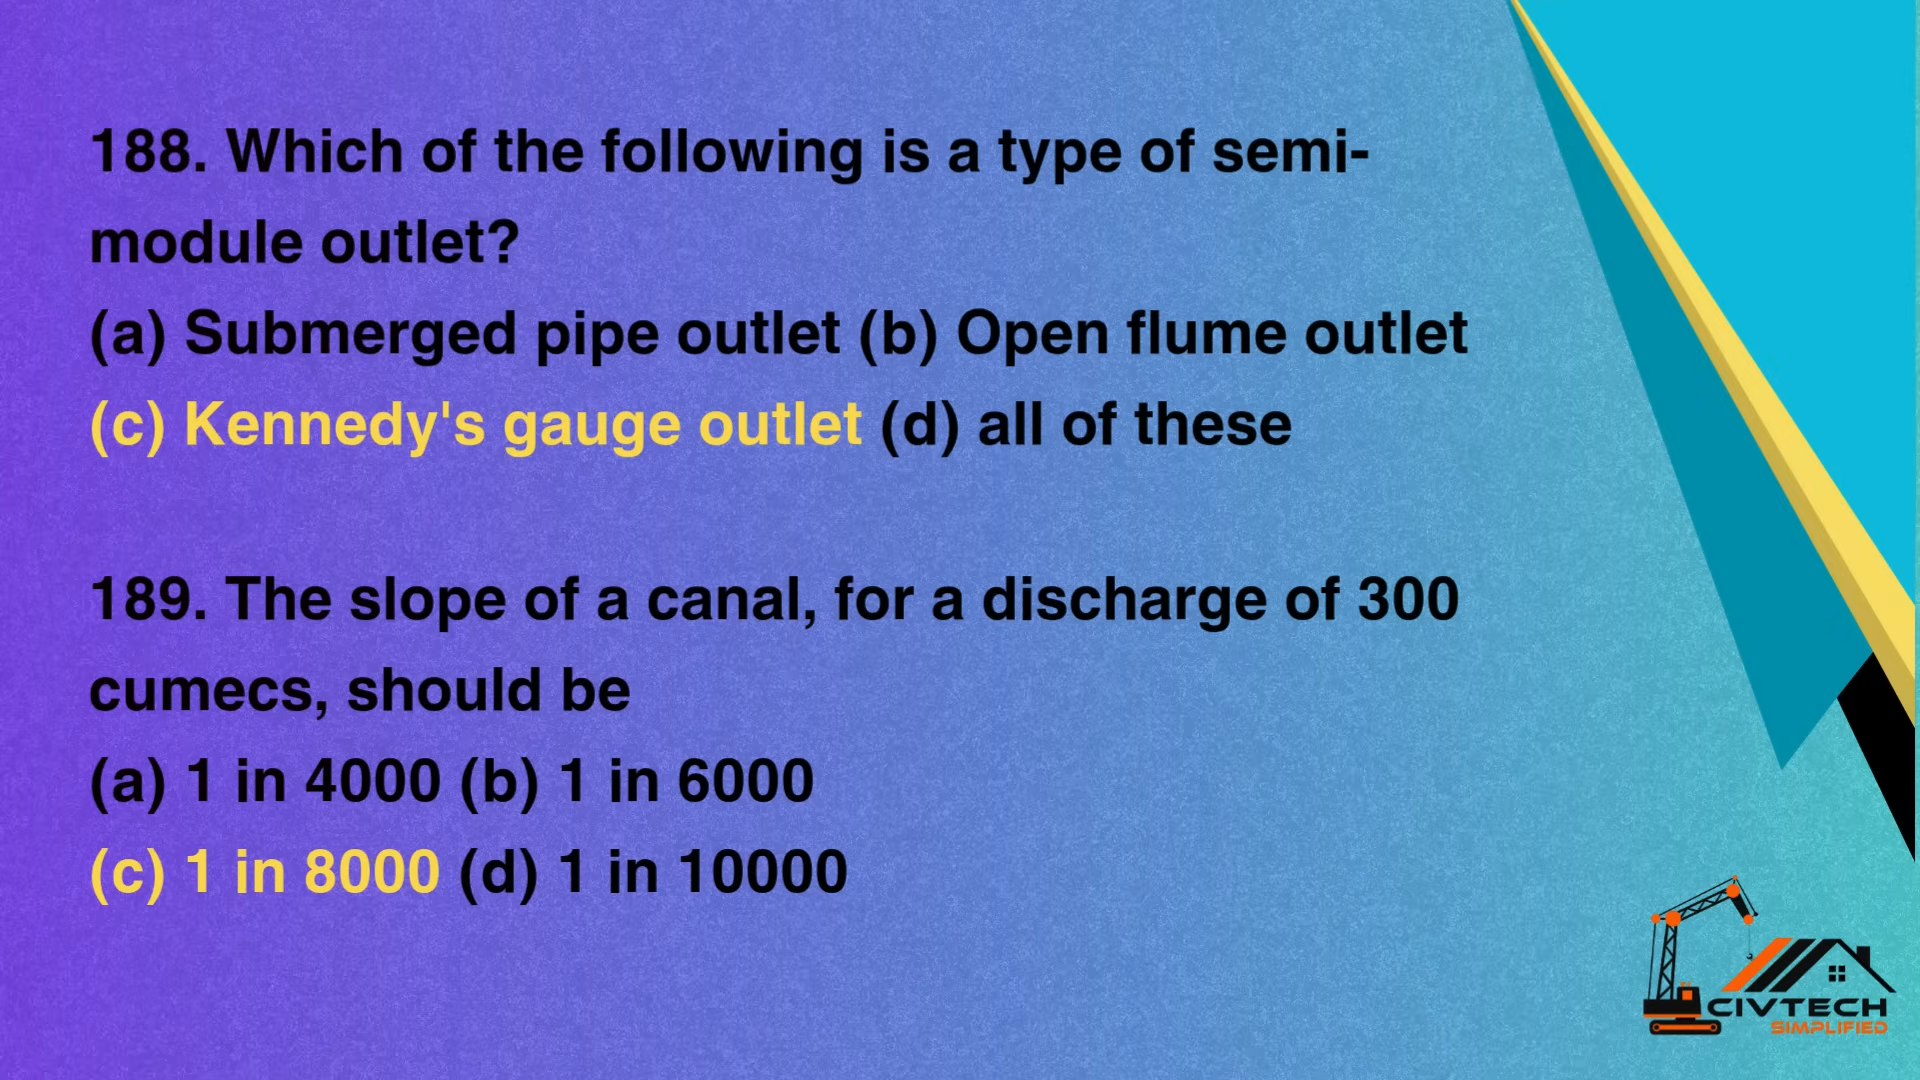 188. Which of the following is a type of semi-
module outlet?
(a) Submerged pipe outlet (b) Open flume outlet
(c) Kennedy's gauge outlet (d) all of these
189. The slope of a canal, for a discharge of 300
cumecs, should be
(a) 1 in 4000 (b) 1 in 6000
(c) 1 in 8000 (d) 1 in 10000
CIVTECH
SIMPLIFIED